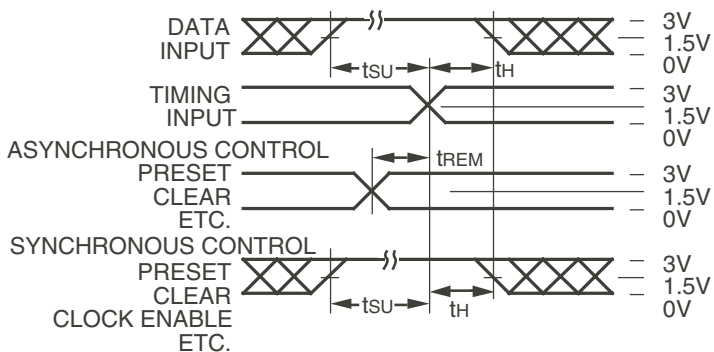 DATA
INPUT
3V
1.5V
0V
tSU
tH
TIMING
INPUT
3V
1.5V
0V
ASYNCHRONOUS CONTROL
tREM
PRESET
CLEAR
ETC.
3V
1.5V
0V
SYNCHRONOUS CONTROL
PRESET
CLEAR
CLOCK ENABLE
ETC.
3V
1.5V
0V
tSU
tH